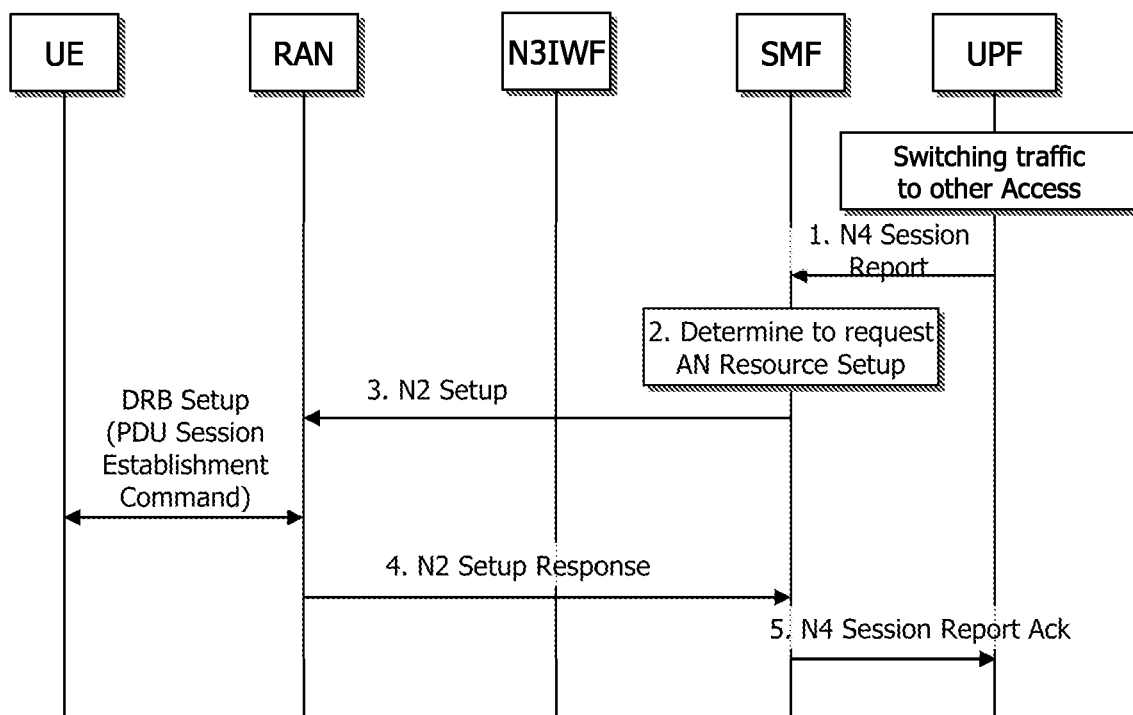 UE
RAN
N3IWF
SMF
UPF
Switching traffic
to other Access
1. N4 Session
Report
2. Determine to request
AN Resource Setup
3. N2 Setup
DRB Setup
(PDU Session
Establishment
Command)
4. N2 Setup Response
5. N4 Session Report Ack